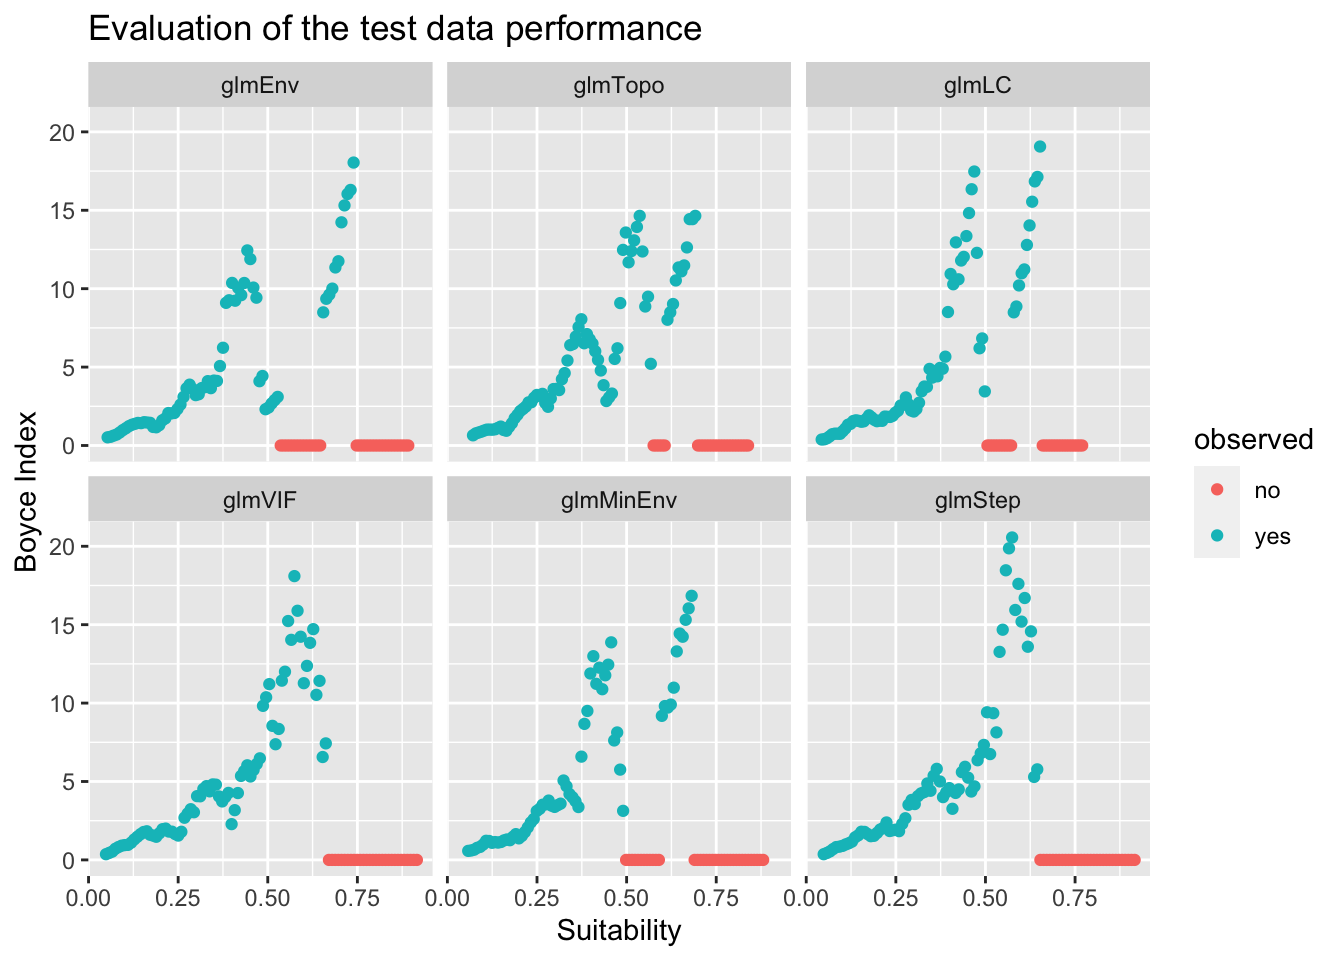 Evaluation of the test data performance
glmEnv glmTopo glmLC
20
15
10
5
0
glmVIF glmMinEnv glmStep
20
15
10
5
0
0.00 0.25 0.50 0.75 0.00 0.25 0.50 0.75 0.00 0.25 0.50 0.75
Suitability
Boyce Index
observed
no
yes